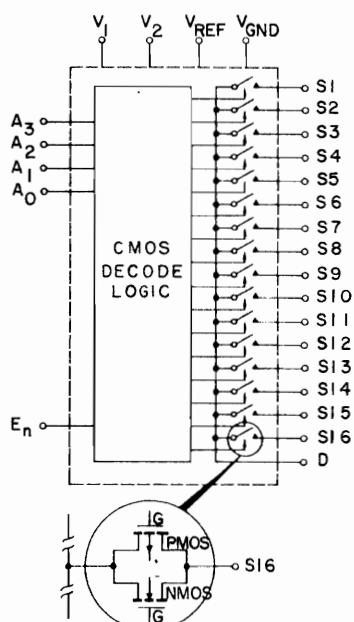 V1 V2 VREF VGND
S1
S2
A3 S3
A2 S4
A1 S5
A0 S6
S7
CMOS S8
DECODE S9
LOGIC S10
S11
S12
S13
S14
En S15
S16
D
G
PMOS
S16
NMOS
G